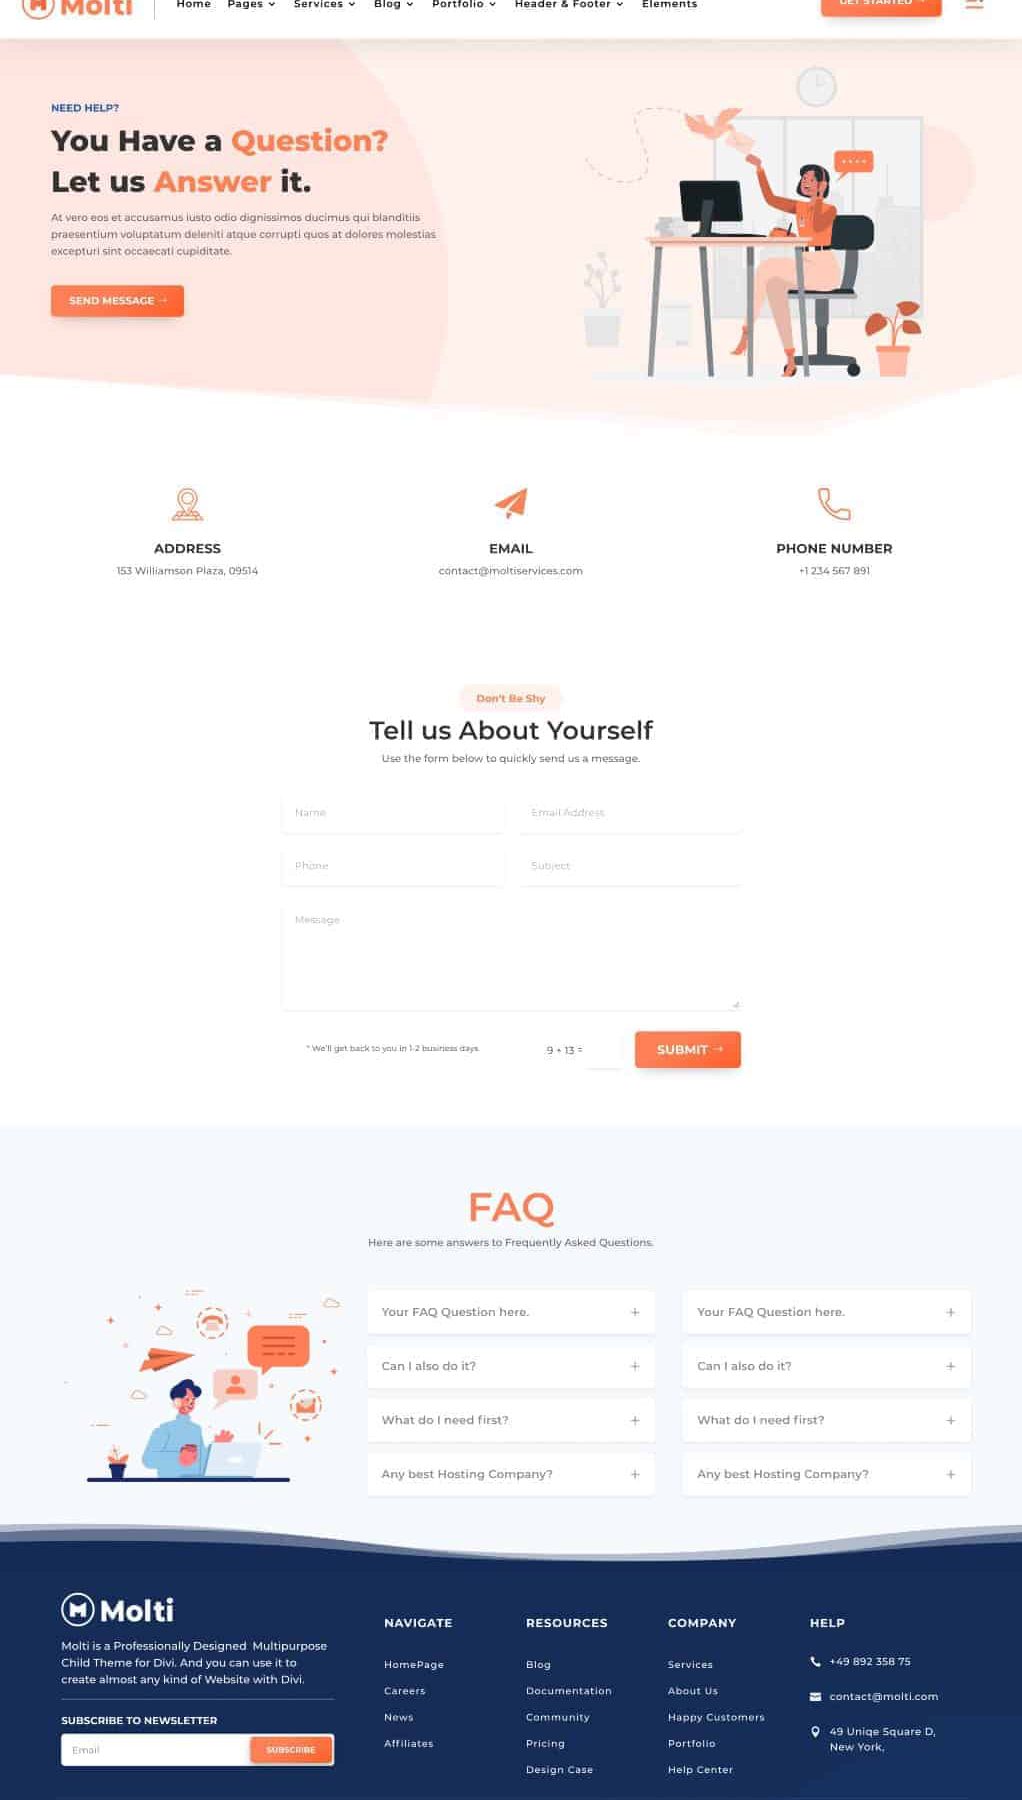 Molti
Home Pages Services Blog Portfolio Header & Footer Elements
GET STARTED →
NEED HELP?
You Have a Question?
Let us Answer it.
At vero eos et accusamus iusto odio dignissimos ducimus qui blanditiis
praesentium voluptatum deleniti atque corrupti quos at dolores molestias
excepturi sint occaecati cupiditate.
SEND MESSAGE →
ADDRESS
153 Williamson Plaza, 09514
EMAIL
contact@moltiservices.com
PHONE NUMBER
+1 234 567 891
Don't Be Shy
Tell us About Yourself
Use the form below to quickly send us a message.
Name
Email Address
Phone
Subject
Message
* We'll get back to you in 1-2 business days.
9 + 13 =
SUBMIT →
FAQ
Here are some answers to Frequently Asked Questions.
Your FAQ Question here. +
Can I also do it? +
What do I need first? +
Any best Hosting Company? +
Your FAQ Question here. +
Can I also do it? +
What do I need first? +
Any best Hosting Company? +
Molti
Molti is a Professionally Designed Multipurpose
Child Theme for Divi. And you can use it to
create almost any kind of Website with Divi.
SUBSCRIBE TO NEWSLETTER
Email
SUBSCRIBE
NAVIGATE
HomePage
Careers
News
Affiliates
RESOURCES
Blog
Documentation
Community
Pricing
Design Case
COMPANY
Services
About Us
Happy Customers
Portfolio
Help Center
HELP
+49 892 358 75
contact@molti.com
49 Uniqe Square D,
New York,